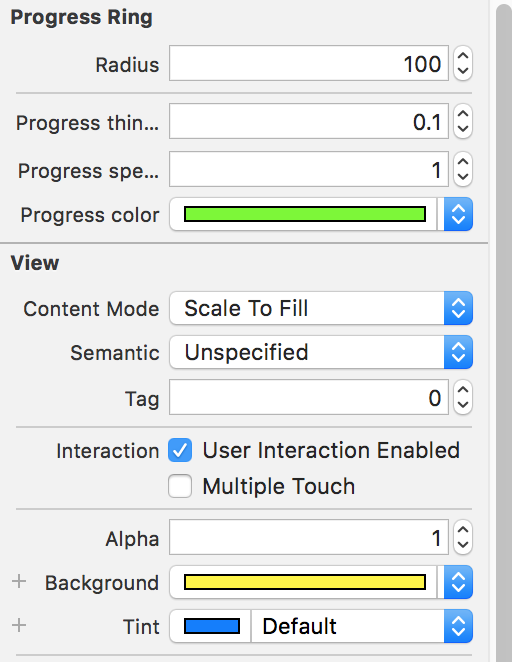 Progress Ring
Radius 100
Progress thin... 0.1
Progress spe... 1
Progress color
View
Content Mode Scale To Fill
Semantic Unspecified
Tag 0
Interaction User Interaction Enabled
Multiple Touch
Alpha 1
+ Background
+ Tint Default